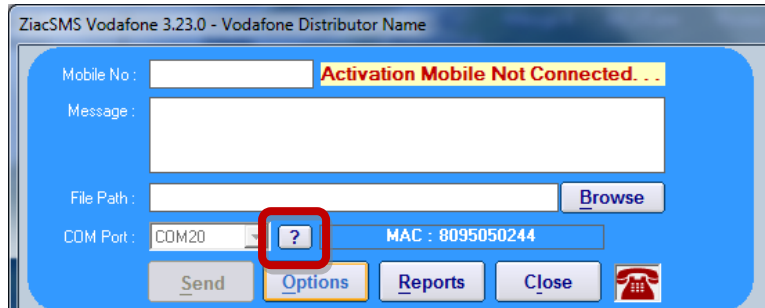 ZiacSMS Vodafone 3.23.0 - Vodafone Distributor Name
Mobile No : Activation Mobile Not Connected. . .
Message :
File Path : Browse
COM Port : COM20 ? MAC : 8095050244
Send Options Reports Close